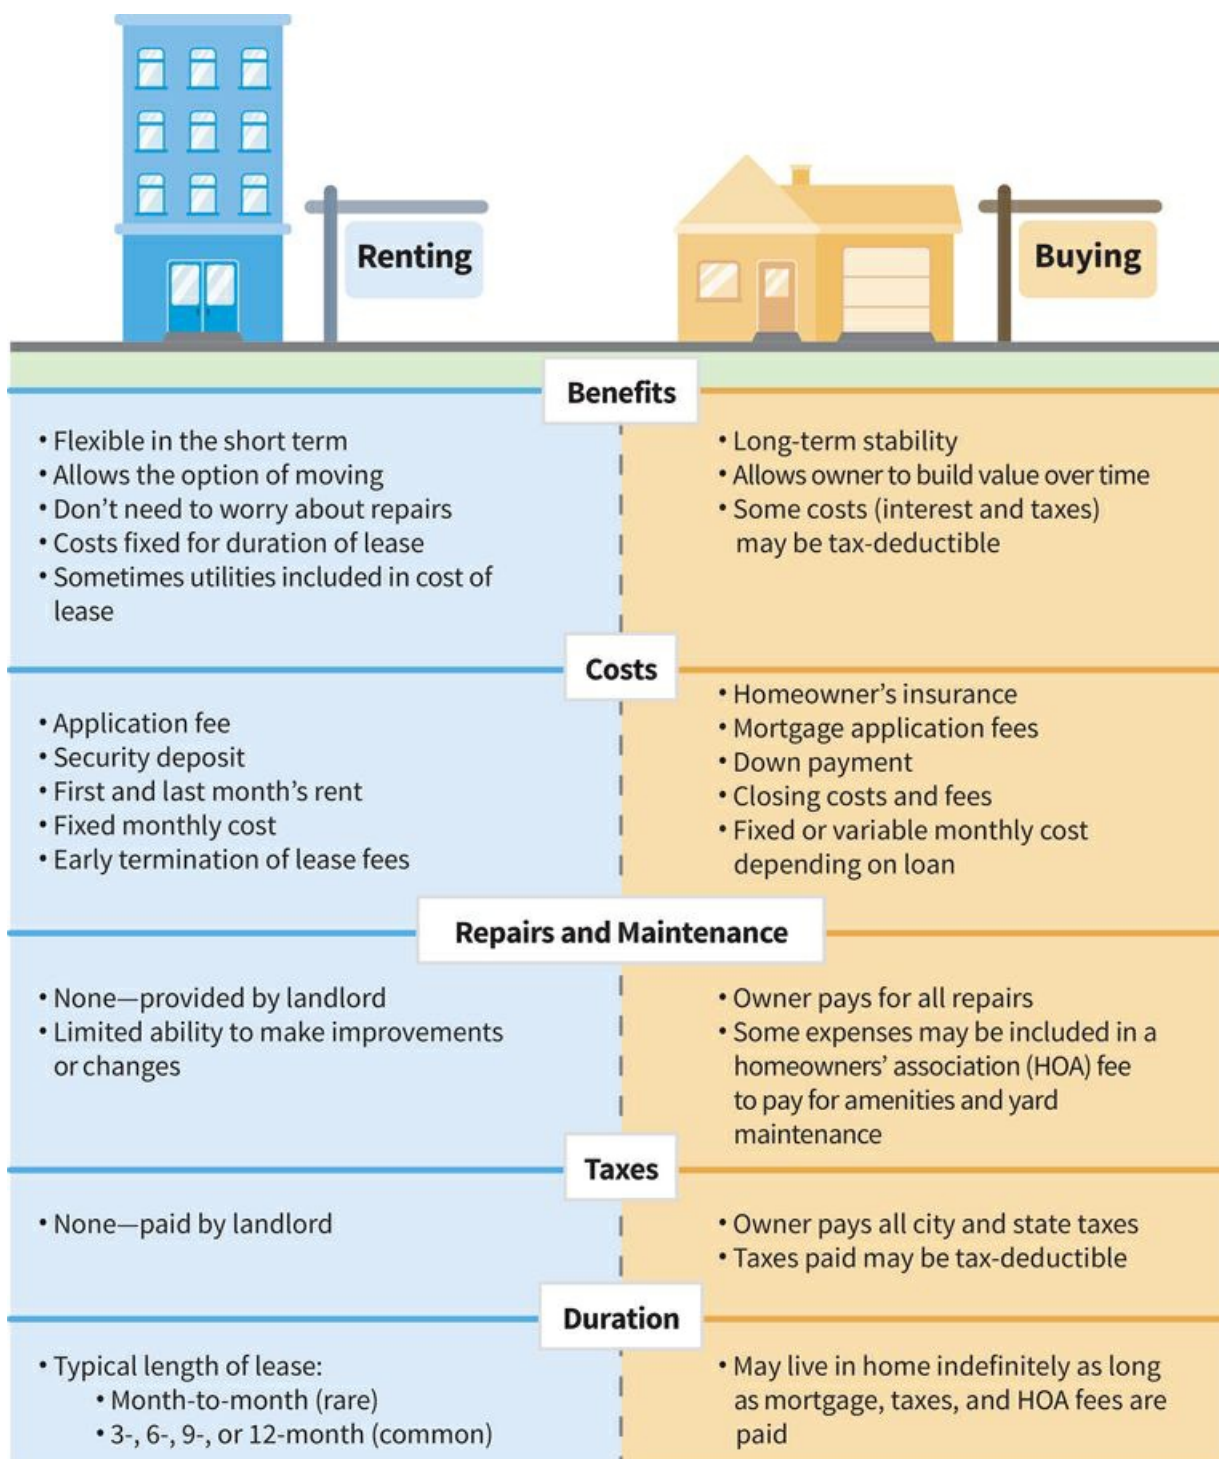 Renting
Buying
Benefits
• Flexible in the short term
• Allows the option of moving
• Don't need to worry about repairs
• Costs fixed for duration of lease
• Sometimes utilities included in cost of
lease
• Long-term stability
• Allows owner to build value over time
• Some costs (interest and taxes)
may be tax-deductible
Costs
• Application fee
• Security deposit
• First and last month's rent
• Fixed monthly cost
• Early termination of lease fees
• Homeowner's insurance
• Mortgage application fees
• Down payment
• Closing costs and fees
• Fixed or variable monthly cost
depending on loan
Repairs and Maintenance
• None—provided by landlord
• Limited ability to make improvements
or changes
• Owner pays for all repairs
• Some expenses may be included in a
homeowners' association (HOA) fee
to pay for amenities and yard
maintenance
Taxes
• None—paid by landlord
• Owner pays all city and state taxes
• Taxes paid may be tax-deductible
Duration
• Typical length of lease:
• Month-to-month (rare)
• 3-, 6-, 9-, or 12-month (common)
• May live in home indefinitely as long
as mortgage, taxes, and HOA fees are
paid